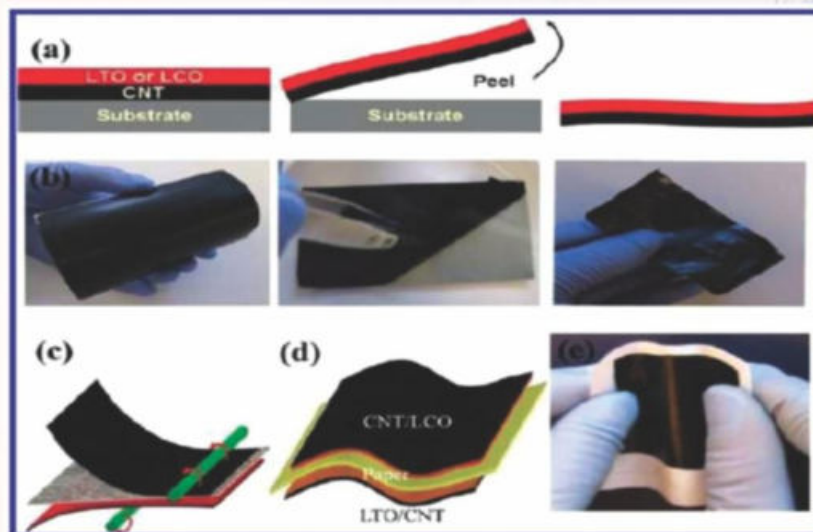 (a)
LTO or LCO
CNT
Substrate
Peel
Substrate
(b)
(c)
(d)
(e)
CNT/LCO
Paper
LTO/CNT